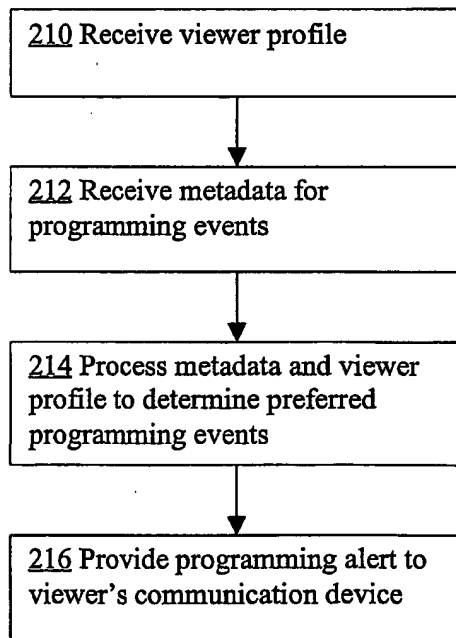 210 Receive viewer profile
212 Receive metadata for
programming events
214 Process metadata and viewer
profile to determine preferred
programming events
216 Provide programming alert to
viewer's communication device